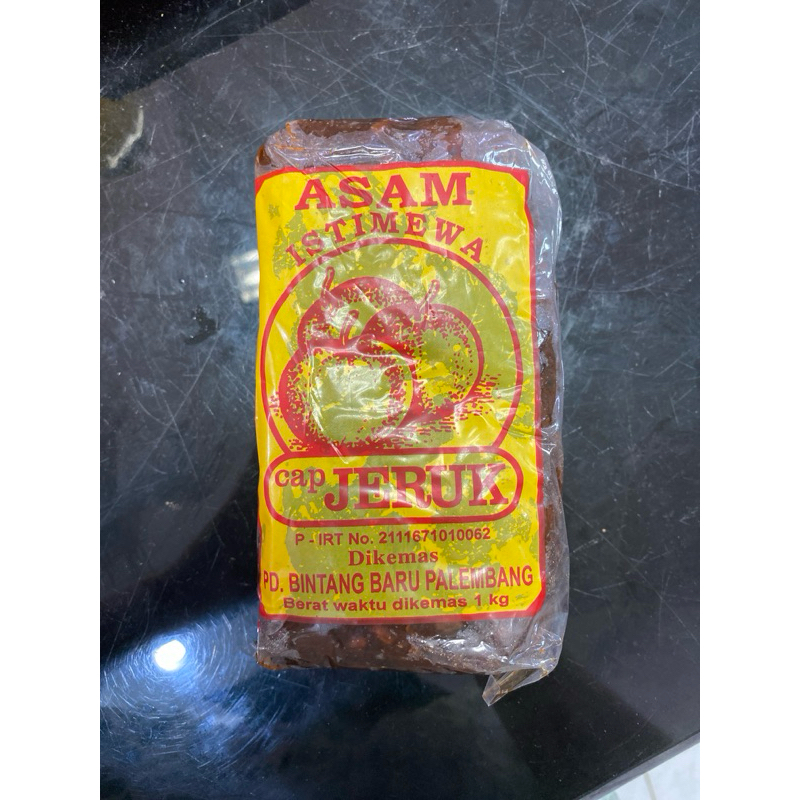 ASAM
ISTIMEWA
cap JERUK
P - IRT No. 2111671010062
Dikemas
PD. BINTANG BARU PALEMBANG
Berat waktu dikemas 1 kg